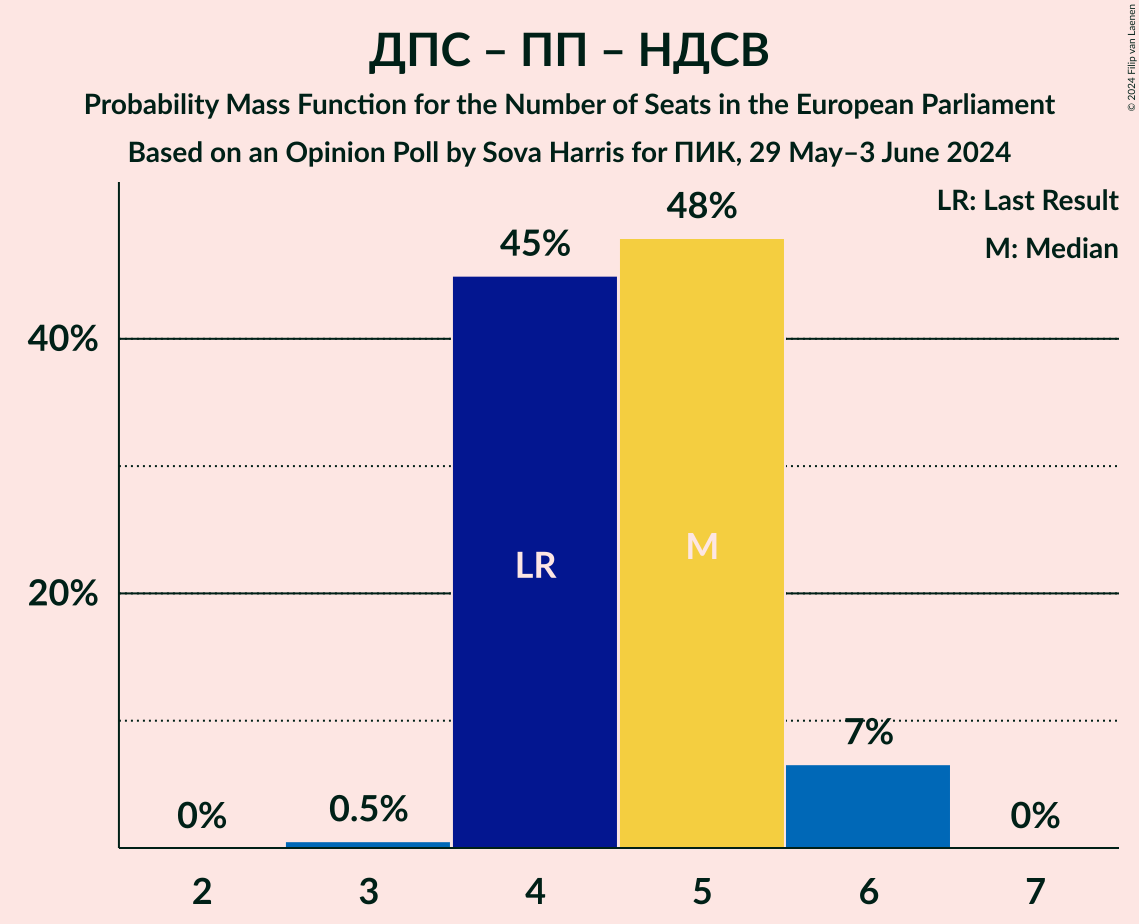 ДПС – ПП – НДСВ
Probability Mass Function for the Number of Seats in the European Parliament
Based on an Opinion Poll by Sova Harris for ПИК, 29 May–3 June 2024
© 2024 Filip van Laenen
LR: Last Result
M: Median
48%
45%
40%
LR
M
20%
7%
0%
0.5%
0%
2
3
4
5
6
7